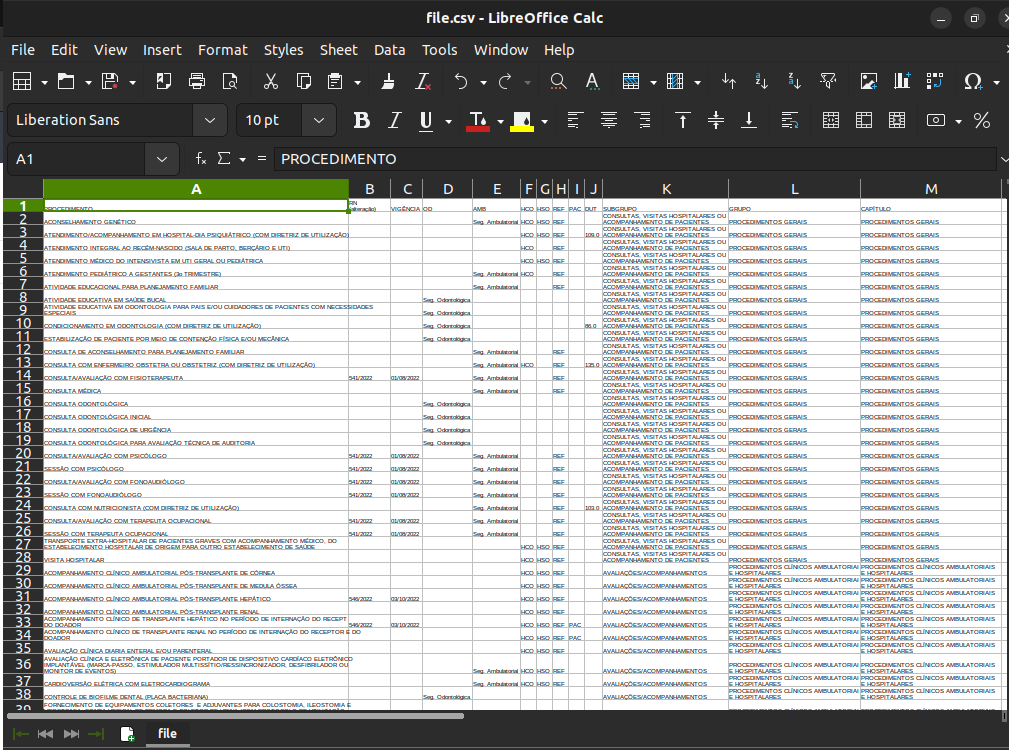 file.csv - LibreOffice Calc
File Edit View Insert Format Styles Sheet Data Tools Window Help
Liberation Sans 10 pt
A1 PROCEDIMENTO
A B C D E F G H I J K L M
1 PROCEDIMENTO RN (alteração) VIGÊNCIA OD AMB HCO HSO REF PAC DUT SUBGRUPO GRUPO CAPÍTULO
2 ACONSELHAMENTO GENÉTICO Seg. Ambulatorial HCO HSO REF CONSULTAS, VISITAS HOSPITALARES OU ACOMPANHAMENTO DE PACIENTES PROCEDIMENTOS GERAIS PROCEDIMENTOS GERAIS
3 ATENDIMENTO/ACOMPANHAMENTO EM HOSPITAL-DIA PSIQUIÁTRICO (COM DIRETRIZ DE UTILIZAÇÃO) HCO HSO REF 109.0 CONSULTAS, VISITAS HOSPITALARES OU ACOMPANHAMENTO DE PACIENTES PROCEDIMENTOS GERAIS PROCEDIMENTOS GERAIS
4 ATENDIMENTO INTEGRAL AO RECÉM-NASCIDO (SALA DE PARTO, BERÇÁRIO E UTI) HCO REF CONSULTAS, VISITAS HOSPITALARES OU ACOMPANHAMENTO DE PACIENTES PROCEDIMENTOS GERAIS PROCEDIMENTOS GERAIS
5 ATENDIMENTO MÉDICO DO INTENSIVISTA EM UTI GERAL OU PEDIÁTRICA HCO HSO REF CONSULTAS, VISITAS HOSPITALARES OU ACOMPANHAMENTO DE PACIENTES PROCEDIMENTOS GERAIS PROCEDIMENTOS GERAIS
6 ATENDIMENTO PEDIÁTRICO A GESTANTES (3o TRIMESTRE) Seg. Ambulatorial HCO REF CONSULTAS, VISITAS HOSPITALARES OU ACOMPANHAMENTO DE PACIENTES PROCEDIMENTOS GERAIS PROCEDIMENTOS GERAIS
7 ATIVIDADE EDUCACIONAL PARA PLANEJAMENTO FAMILIAR Seg. Ambulatorial REF CONSULTAS, VISITAS HOSPITALARES OU ACOMPANHAMENTO DE PACIENTES PROCEDIMENTOS GERAIS PROCEDIMENTOS GERAIS
8 ATIVIDADE EDUCATIVA EM SAÚDE BUCAL Seg. Odontológica CONSULTAS, VISITAS HOSPITALARES OU ACOMPANHAMENTO DE PACIENTES PROCEDIMENTOS GERAIS PROCEDIMENTOS GERAIS
9 ATIVIDADE EDUCATIVA EM ODONTOLOGIA PARA PAIS E/OU CUIDADORES DE PACIENTES COM NECESSIDADES ESPECIAIS Seg. Odontológica CONSULTAS, VISITAS HOSPITALARES OU ACOMPANHAMENTO DE PACIENTES PROCEDIMENTOS GERAIS PROCEDIMENTOS GERAIS
10 CONDICIONAMENTO EM ODONTOLOGIA (COM DIRETRIZ DE UTILIZAÇÃO) Seg. Odontológica 86.0 CONSULTAS, VISITAS HOSPITALARES OU ACOMPANHAMENTO DE PACIENTES PROCEDIMENTOS GERAIS PROCEDIMENTOS GERAIS
11 ESTABILIZAÇÃO DE PACIENTE POR MEIO DE CONTENÇÃO FÍSICA E/OU MECÂNICA Seg. Odontológica CONSULTAS, VISITAS HOSPITALARES OU ACOMPANHAMENTO DE PACIENTES PROCEDIMENTOS GERAIS PROCEDIMENTOS GERAIS
12 CONSULTA DE ACONSELHAMENTO PARA PLANEJAMENTO FAMILIAR Seg. Ambulatorial REF CONSULTAS, VISITAS HOSPITALARES OU ACOMPANHAMENTO DE PACIENTES PROCEDIMENTOS GERAIS PROCEDIMENTOS GERAIS
13 CONSULTA COM ENFERMEIRO OBSTETRA OU OBSTETRIZ (COM DIRETRIZ DE UTILIZAÇÃO) Seg. Ambulatorial HCO REF 135.0 CONSULTAS, VISITAS HOSPITALARES OU ACOMPANHAMENTO DE PACIENTES PROCEDIMENTOS GERAIS PROCEDIMENTOS GERAIS
14 CONSULTA/AVALIAÇÃO COM FISIOTERAPEUTA 541/2022 01/08/2022 Seg. Ambulatorial REF CONSULTAS, VISITAS HOSPITALARES OU ACOMPANHAMENTO DE PACIENTES PROCEDIMENTOS GERAIS PROCEDIMENTOS GERAIS
15 CONSULTA MÉDICA Seg. Ambulatorial REF CONSULTAS, VISITAS HOSPITALARES OU ACOMPANHAMENTO DE PACIENTES PROCEDIMENTOS GERAIS PROCEDIMENTOS GERAIS
16 CONSULTA ODONTOLÓGICA Seg. Odontológica CONSULTAS, VISITAS HOSPITALARES OU ACOMPANHAMENTO DE PACIENTES PROCEDIMENTOS GERAIS PROCEDIMENTOS GERAIS
17 CONSULTA ODONTOLÓGICA INICIAL Seg. Odontológica CONSULTAS, VISITAS HOSPITALARES OU ACOMPANHAMENTO DE PACIENTES PROCEDIMENTOS GERAIS PROCEDIMENTOS GERAIS
18 CONSULTA ODONTOLÓGICA DE URGÊNCIA Seg. Odontológica CONSULTAS, VISITAS HOSPITALARES OU ACOMPANHAMENTO DE PACIENTES PROCEDIMENTOS GERAIS PROCEDIMENTOS GERAIS
19 CONSULTA ODONTOLÓGICA PARA AVALIAÇÃO TÉCNICA DE AUDITORIA Seg. Odontológica CONSULTAS, VISITAS HOSPITALARES OU ACOMPANHAMENTO DE PACIENTES PROCEDIMENTOS GERAIS PROCEDIMENTOS GERAIS
20 CONSULTA/AVALIAÇÃO COM PSICÓLOGO 541/2022 01/08/2022 Seg. Ambulatorial REF CONSULTAS, VISITAS HOSPITALARES OU ACOMPANHAMENTO DE PACIENTES PROCEDIMENTOS GERAIS PROCEDIMENTOS GERAIS
21 SESSÃO COM PSICÓLOGO 541/2022 01/08/2022 Seg. Ambulatorial REF CONSULTAS, VISITAS HOSPITALARES OU ACOMPANHAMENTO DE PACIENTES PROCEDIMENTOS GERAIS PROCEDIMENTOS GERAIS
22 CONSULTA/AVALIAÇÃO COM FONOAUDIÓLOGO 541/2022 01/08/2022 Seg. Ambulatorial REF CONSULTAS, VISITAS HOSPITALARES OU ACOMPANHAMENTO DE PACIENTES PROCEDIMENTOS GERAIS PROCEDIMENTOS GERAIS
23 SESSÃO COM FONOAUDIÓLOGO 541/2022 01/08/2022 Seg. Ambulatorial REF CONSULTAS, VISITAS HOSPITALARES OU ACOMPANHAMENTO DE PACIENTES PROCEDIMENTOS GERAIS PROCEDIMENTOS GERAIS
24 CONSULTA COM NUTRICIONISTA (COM DIRETRIZ DE UTILIZAÇÃO) Seg. Ambulatorial REF 103.0 CONSULTAS, VISITAS HOSPITALARES OU ACOMPANHAMENTO DE PACIENTES PROCEDIMENTOS GERAIS PROCEDIMENTOS GERAIS
25 CONSULTA/AVALIAÇÃO COM TERAPEUTA OCUPACIONAL 541/2022 01/08/2022 Seg. Ambulatorial REF CONSULTAS, VISITAS HOSPITALARES OU ACOMPANHAMENTO DE PACIENTES PROCEDIMENTOS GERAIS PROCEDIMENTOS GERAIS
26 SESSÃO COM TERAPEUTA OCUPACIONAL 541/2022 01/08/2022 Seg. Ambulatorial REF CONSULTAS, VISITAS HOSPITALARES OU ACOMPANHAMENTO DE PACIENTES PROCEDIMENTOS GERAIS PROCEDIMENTOS GERAIS
27 TRANSPORTE EXTRA-HOSPITALAR DE PACIENTES GRAVES COM ACOMPANHAMENTO MÉDICO, DO ESTABELECIMENTO HOSPITALAR DE ORIGEM PARA OUTRO ESTABELECIMENTO DE SAÚDE HCO HSO REF CONSULTAS, VISITAS HOSPITALARES OU ACOMPANHAMENTO DE PACIENTES PROCEDIMENTOS GERAIS PROCEDIMENTOS GERAIS
28 VISITA HOSPITALAR HCO HSO REF CONSULTAS, VISITAS HOSPITALARES OU ACOMPANHAMENTO DE PACIENTES PROCEDIMENTOS GERAIS PROCEDIMENTOS GERAIS
29 ACOMPANHAMENTO CLÍNICO AMBULATORIAL PÓS-TRANSPLANTE DE CÓRNEA HCO HSO REF AVALIAÇÕES/ACOMPANHAMENTOS PROCEDIMENTOS CLÍNICOS AMBULATORIAI E HOSPITALARES PROCEDIMENTOS CLÍNICOS AMBULATORIAIS E HOSPITALARES
30 ACOMPANHAMENTO CLÍNICO AMBULATORIAL PÓS-TRANSPLANTE DE MEDULA ÓSSEA HCO HSO REF AVALIAÇÕES/ACOMPANHAMENTOS PROCEDIMENTOS CLÍNICOS AMBULATORIAI E HOSPITALARES PROCEDIMENTOS CLÍNICOS AMBULATORIAIS E HOSPITALARES
31 ACOMPANHAMENTO CLÍNICO AMBULATORIAL PÓS-TRANSPLANTE HEPÁTICO 546/2022 03/10/2022 HCO HSO REF AVALIAÇÕES/ACOMPANHAMENTOS PROCEDIMENTOS CLÍNICOS AMBULATORIAI E HOSPITALARES PROCEDIMENTOS CLÍNICOS AMBULATORIAIS E HOSPITALARES
32 ACOMPANHAMENTO CLÍNICO AMBULATORIAL PÓS-TRANSPLANTE RENAL HCO HSO REF AVALIAÇÕES/ACOMPANHAMENTOS PROCEDIMENTOS CLÍNICOS AMBULATORIAI E HOSPITALARES PROCEDIMENTOS CLÍNICOS AMBULATORIAIS E HOSPITALARES
33 ACOMPANHAMENTO CLÍNICO DE TRANSPLANTE HEPÁTICO NO PERÍODO DE INTERNAÇÃO DO RECEPT DO DOADOR 546/2022 03/10/2022 HCO HSO REF PAC AVALIAÇÕES/ACOMPANHAMENTOS PROCEDIMENTOS CLÍNICOS AMBULATORIAI E HOSPITALARES PROCEDIMENTOS CLÍNICOS AMBULATORIAIS E HOSPITALARES
34 ACOMPANHAMENTO CLÍNICO DE TRANSPLANTE RENAL NO PERÍODO DE INTERNAÇÃO DO RECEPTOR E DO DOADOR HCO HSO REF PAC AVALIAÇÕES/ACOMPANHAMENTOS PROCEDIMENTOS CLÍNICOS AMBULATORIAI E HOSPITALARES PROCEDIMENTOS CLÍNICOS AMBULATORIAIS E HOSPITALARES
35 AVALIAÇÃO CLÍNICA DIARIA ENTERAL E/OU PARENTERAL HCO HSO REF AVALIAÇÕES/ACOMPANHAMENTOS PROCEDIMENTOS CLÍNICOS AMBULATORIAI E HOSPITALARES PROCEDIMENTOS CLÍNICOS AMBULATORIAIS E HOSPITALARES
36 AVALIAÇÃO CLÍNICA E ELETRÔNICA DE PACIENTE PORTADOR DE DISPOSITIVO CARDÍACO ELETRÔNICO IMPLANTÁVEL (MARCA-PASSO, ESTIMULADOR MULTISSÍTIO/RESSINCRONIZADOR, DESFIBRILADOR OU MONITOR DE EVENTOS) Seg. Ambulatorial HCO HSO REF AVALIAÇÕES/ACOMPANHAMENTOS PROCEDIMENTOS CLÍNICOS AMBULATORIAI E HOSPITALARES PROCEDIMENTOS CLÍNICOS AMBULATORIAIS E HOSPITALARES
37 CARDIOVERSÃO ELÉTRICA COM ELETROCARDIOGRAMA Seg. Ambulatorial HCO HSO REF AVALIAÇÕES/ACOMPANHAMENTOS PROCEDIMENTOS CLÍNICOS AMBULATORIAI E HOSPITALARES PROCEDIMENTOS CLÍNICOS AMBULATORIAIS E HOSPITALARES
38 CONTROLE DE BIOFILME DENTAL (PLACA BACTERIANA) Seg. Odontológica AVALIAÇÕES/ACOMPANHAMENTOS PROCEDIMENTOS CLÍNICOS AMBULATORIAI E HOSPITALARES PROCEDIMENTOS CLÍNICOS AMBULATORIAIS E HOSPITALARES
39 FORNECIMENTO DE EQUIPAMENTOS COLETORES E ADJUVANTES PARA COLOSTOMIA, ILEOSTOMIA E
file